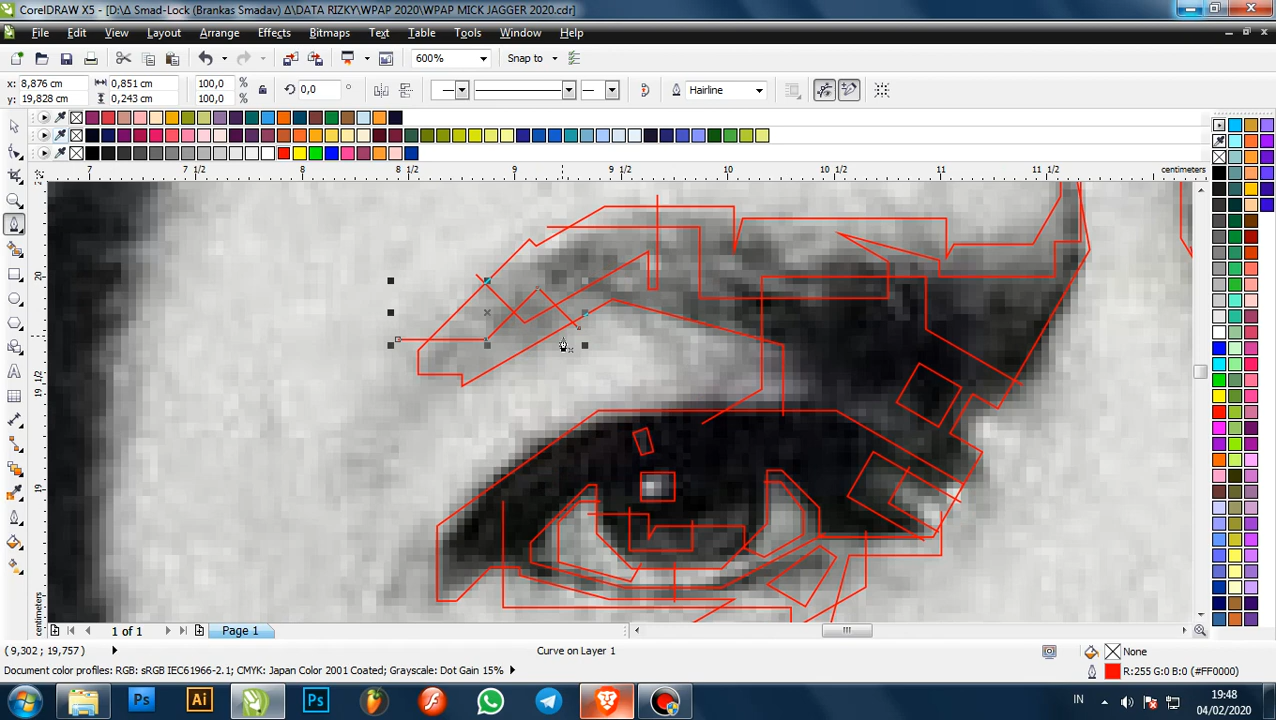 CorelDRAW X5 - [D:\∆ Smad-Lock (Brankas Smadav) ∆\DATA RIZKY\WPAP 2020\WPAP MICK JAGGER 2020.cdr]
File Edit View Layout Arrange Effects Bitmaps Text Table Tools Window Help
600% Snap to
x: 8,876 cm 0,851 cm 100,0 % 0,0 ° Hairline
y: 19,828 cm 0,243 cm 100,0 %
7 7 1/2 8 8 1/2 9 9 1/2 10 10 1/2 11 11 1/2 centimeters
20
19 1/2
19
centimeters
1 of 1 Page 1
( 9,302 ; 19,757 ) Curve on Layer 1 None
Document color profiles: RGB: sRGB IEC61966-2.1; CMYK: Japan Color 2001 Coated; Grayscale: Dot Gain 15% R:255 G:0 B:0 (#FF0000)
Ps Ai Ps IN 19:48
04/02/2020